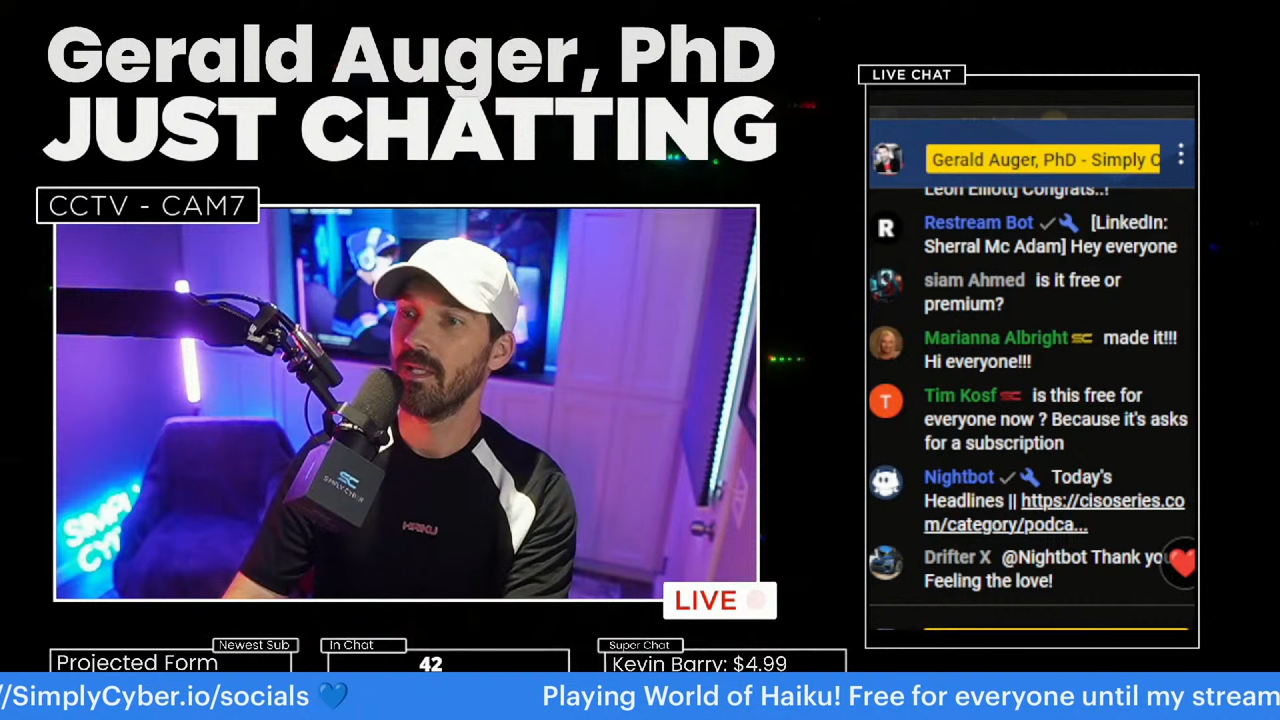 Gerald Auger, PhD
JUST CHATTING
CCTV - CAM7
SIMPLY CYBER
HAIKU
LIVE
LIVE CHAT
Gerald Auger, PhD - Simply C
Leon Elliott] Congrats..!
Restream Bot [LinkedIn:
Sherral Mc Adam] Hey everyone
siam Ahmed is it free or
premium?
Marianna Albright made it!!!
Hi everyone!!!
Tim Kosf is this free for
everyone now ? Because it's asks
for a subscription
Nightbot Today's
Headlines || https://cisoseries.co
m/category/podca...
Drifter X @Nightbot Thank you
Feeling the love!
Newest Sub
Projected Form
In Chat
42
Super Chat
Kevin Barry: $4.99
//SimplyCyber.io/socials 💙 Playing World of Haiku! Free for everyone until my stream